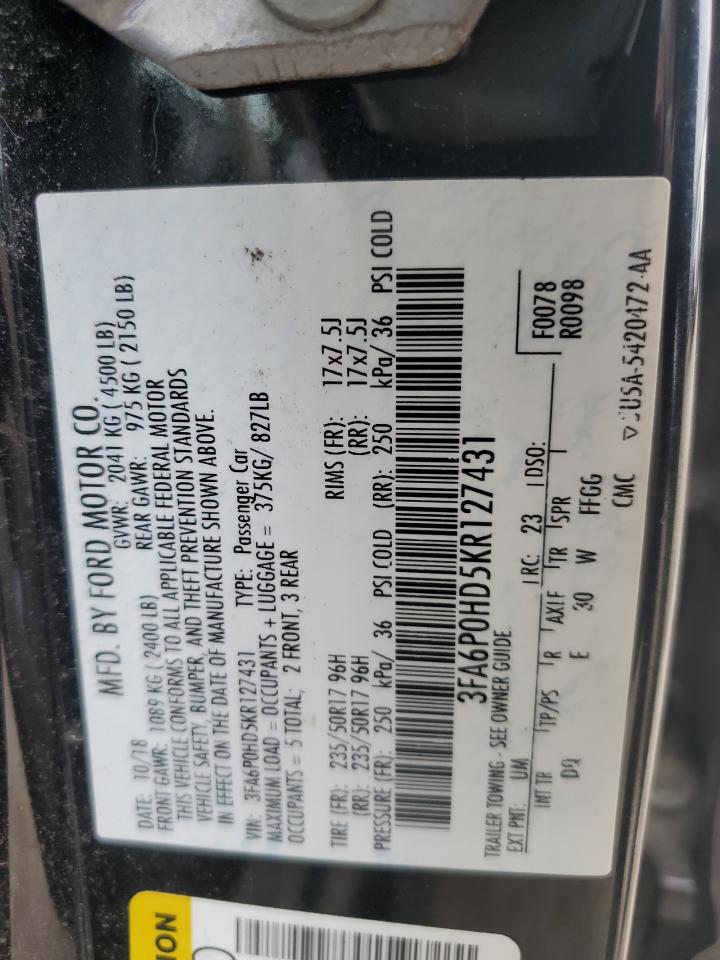 MFD. BY FORD MOTOR CO.
DATE: 10/18 GVWR: 2041 KG ( 4500 LB)
FRONT GAWR: 1089 KG ( 2400 LB) REAR GAWR: 975 KG ( 2150 LB)
THIS VEHICLE CONFORMS TO ALL APPLICABLE FEDERAL MOTOR
VEHICLE SAFETY, BUMPER, AND THEFT PREVENTION STANDARDS
IN EFFECT ON THE DATE OF MANUFACTURE SHOWN ABOVE.
VIN: 3FA6P0HD5KR127431 TYPE: Passenger Car
MAXIMUM LOAD = OCCUPANTS + LUGGAGE = 375KG/ 827LB
OCCUPANTS = 5 TOTAL; 2 FRONT, 3 REAR
TIRE (FR): 235/50R17 96H RIMS (FR): 17x7.5J
(RR): 235/50R17 96H (RR): 17x7.5J
PRESSURE (FR): 250 kPa/ 36 PSI COLD (RR): 250 kPa/ 36 PSI COLD
3FA6P0HD5KR127431
TRAILER TOWING - SEE OWNER GUIDE
EXT PNT: UM RC: 23 DSO: F0078
INT TR TP/PS R AXLE TR SPR R0098
DQ E 30 W FFGG
CMC 5U5A-5420472-AA
ION